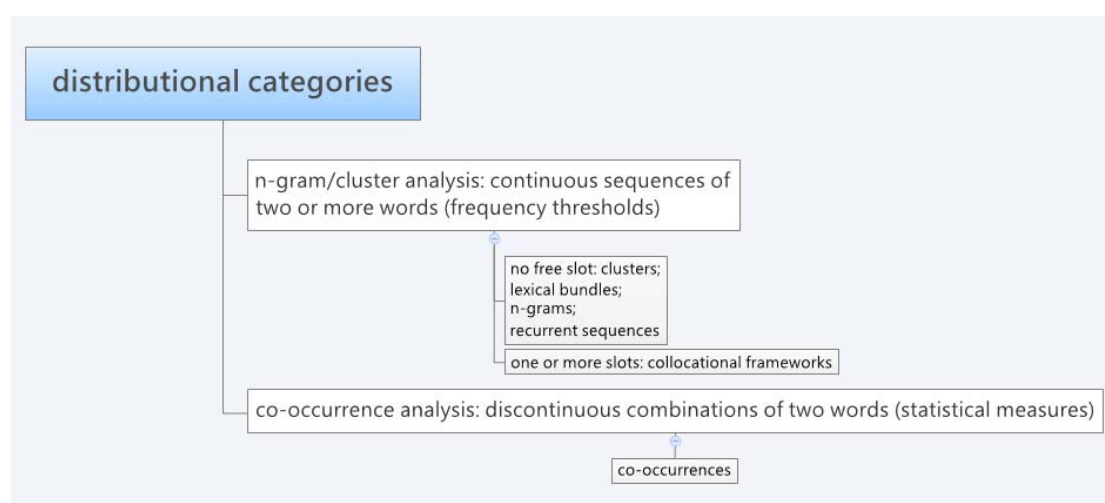 distributional categories
n-gram/cluster analysis: continuous sequences of
two or more words (frequency thresholds)
no free slot: clusters;
lexical bundles;
n-grams;
recurrent sequences
one or more slots: collocational frameworks
co-occurrence analysis: discontinuous combinations of two words (statistical measures)
co-occurrences